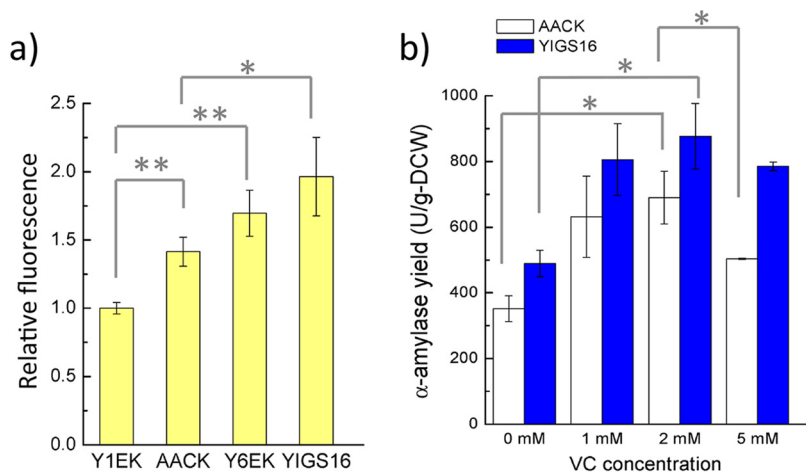 a)
*
**
**
Relative fluorescence
2.5
2.0
1.5
1.0
0.5
0.0
Y1EK AACK Y6EK YIGS16
b)
AACK
YIGS16
*
*
*
α-amylase yield (U/g-DCW)
1000
800
600
400
200
0
0 mM 1 mM 2 mM 5 mM
VC concentration